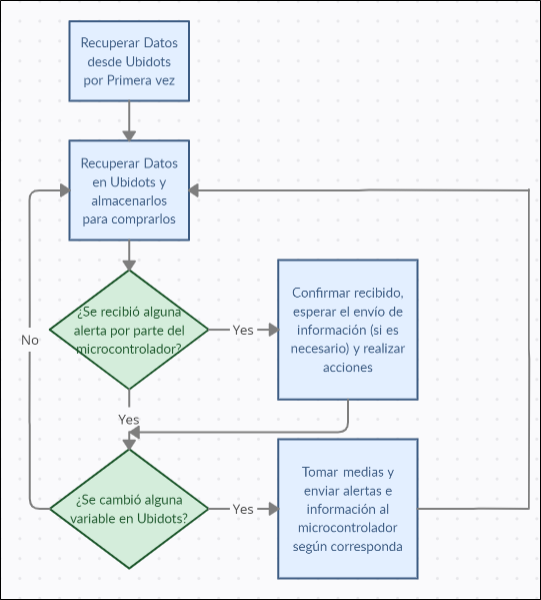 Recuperar Datos
desde Ubidots
por Primera vez
Recuperar Datos
en Ubidots y
almacenarlos
para comprarlos
¿Se recibió alguna
alerta por parte del
microcontrolador?
Yes
Confirmar recibido,
esperar el envío de
información (si es
necesario) y realizar
acciones
No
Yes
¿Se cambió alguna
variable en Ubidots?
Yes
Tomar medias y
enviar alertas e
información al
microcontrolador
según corresponda